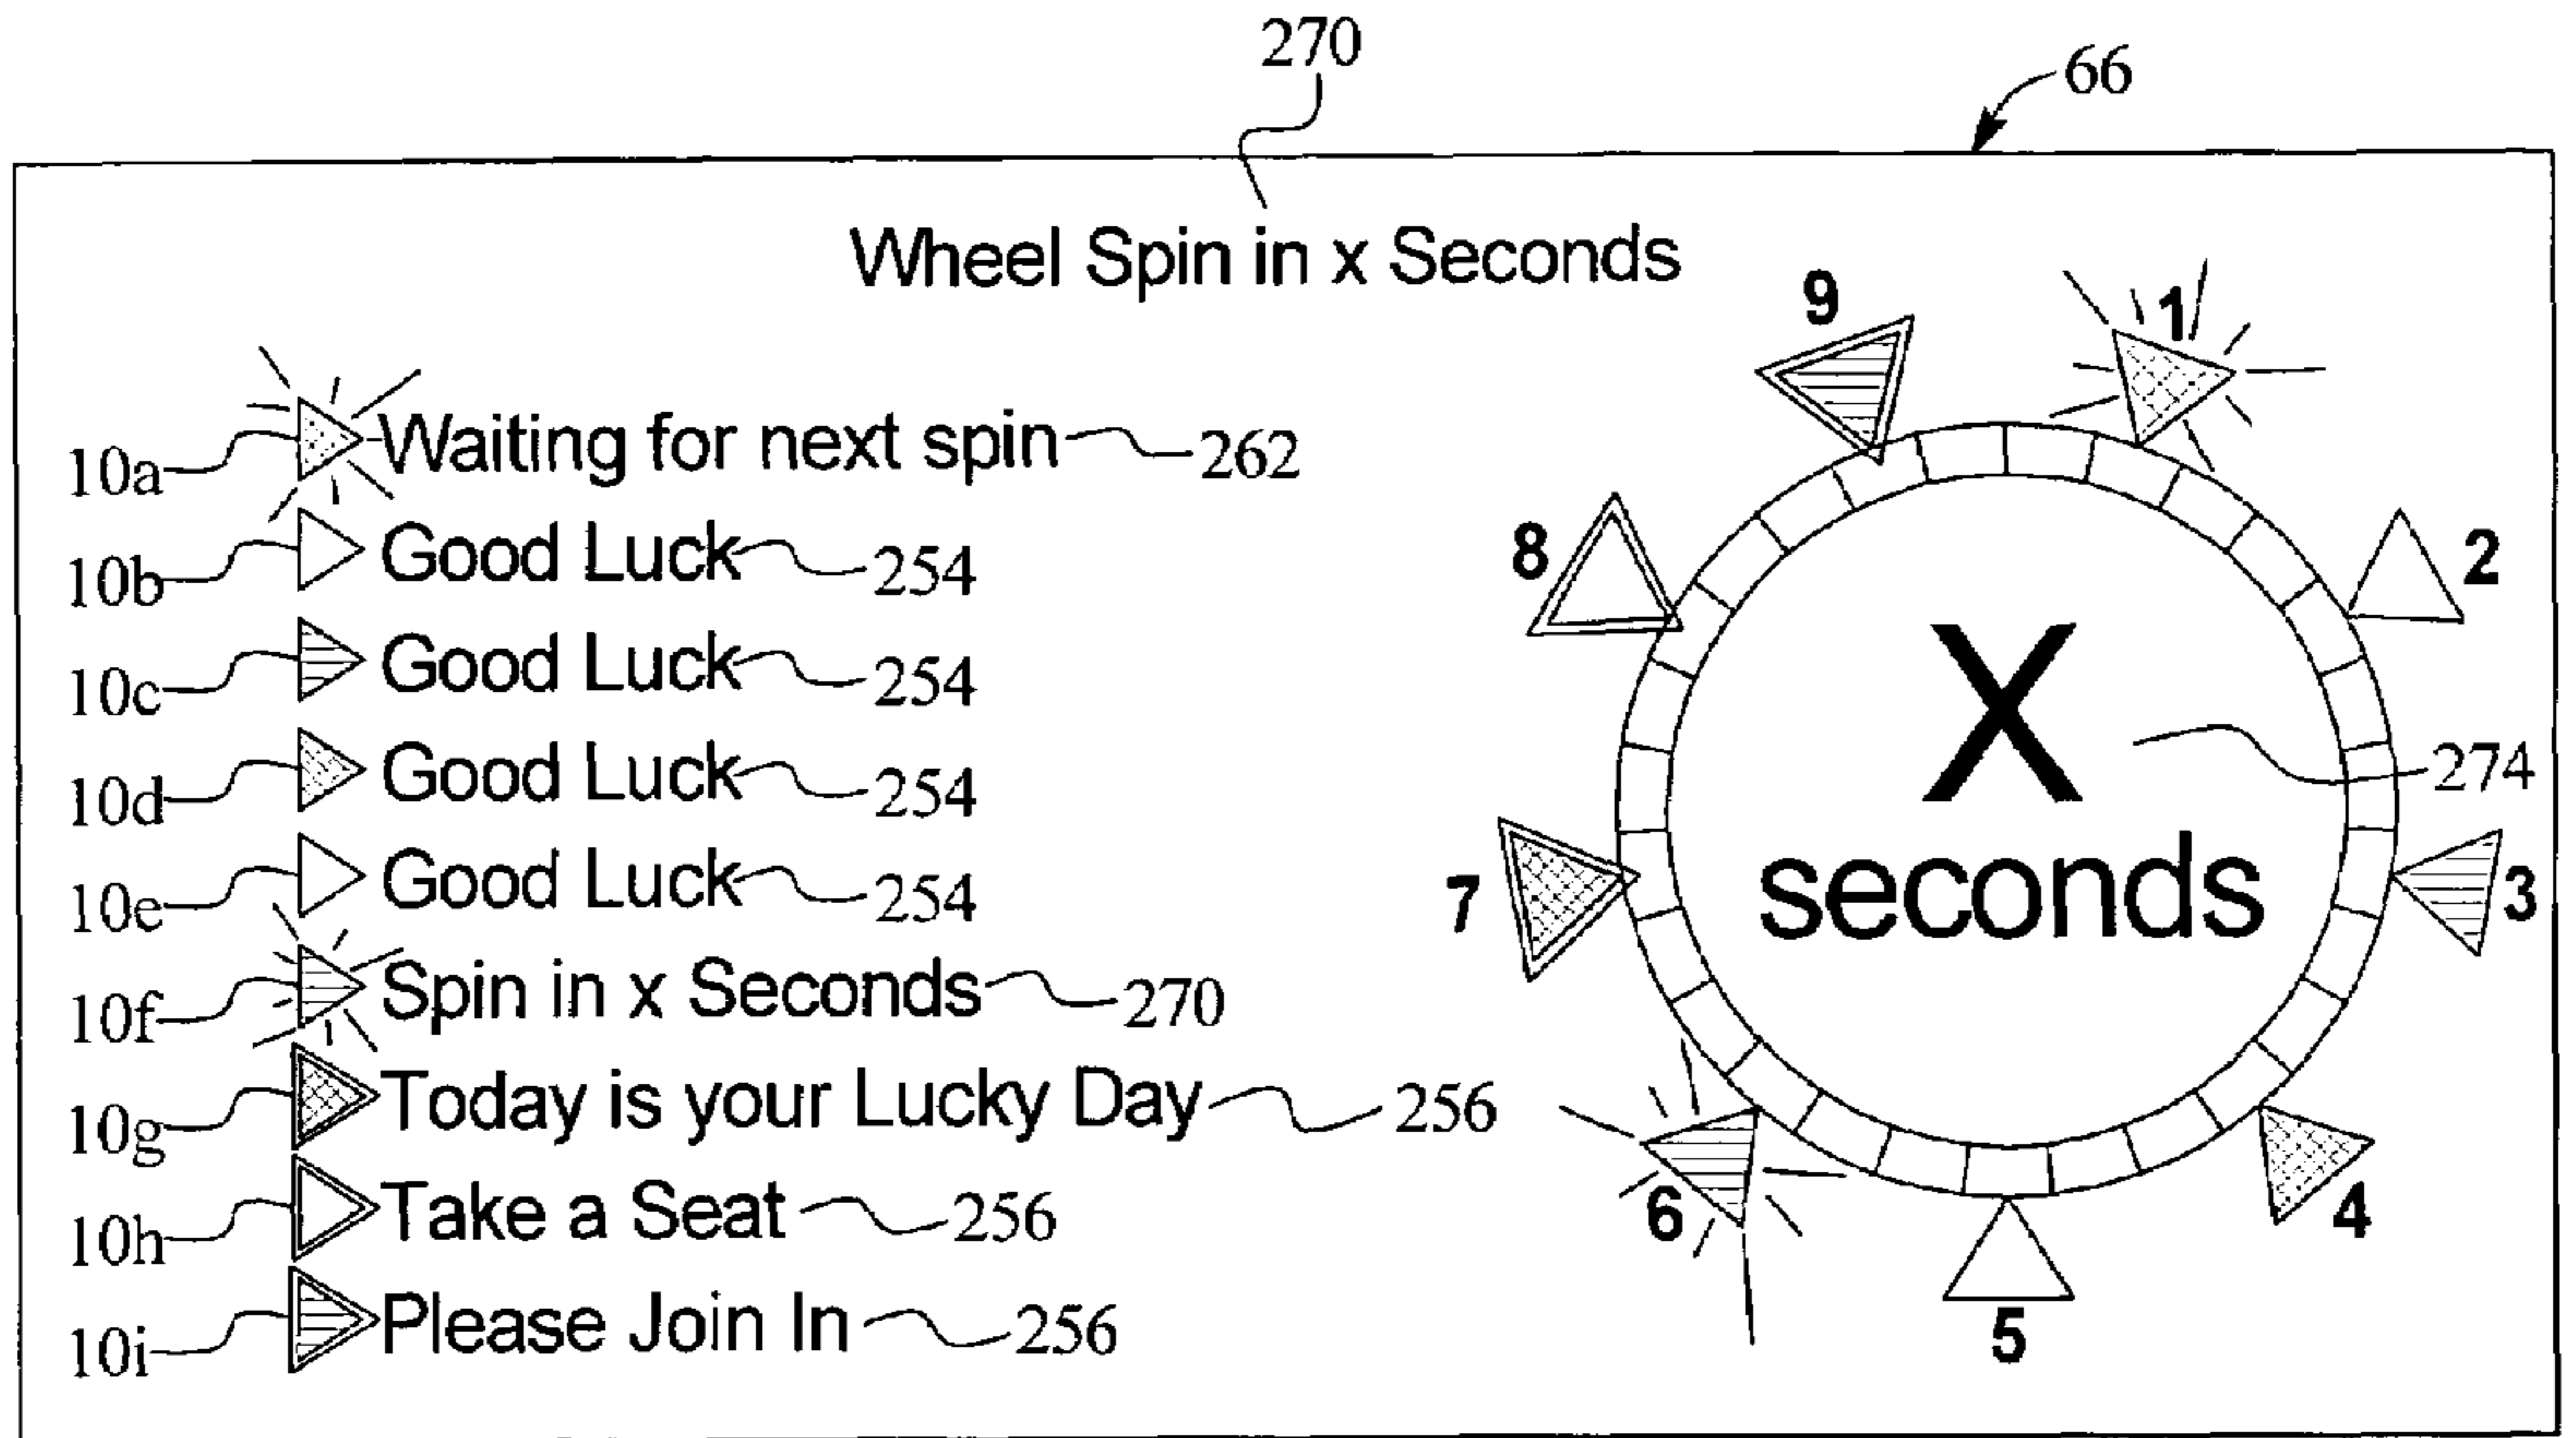 270
66
Wheel Spin in x Seconds
10a Waiting for next spin 262
10b Good Luck 254
10c Good Luck 254
10d Good Luck 254
10e Good Luck 254
10f Spin in x Seconds 270
10g Today is your Lucky Day 256
10h Take a Seat 256
10i Please Join In 256
9
1
8
2
X
274
seconds
7
3
6
4
5